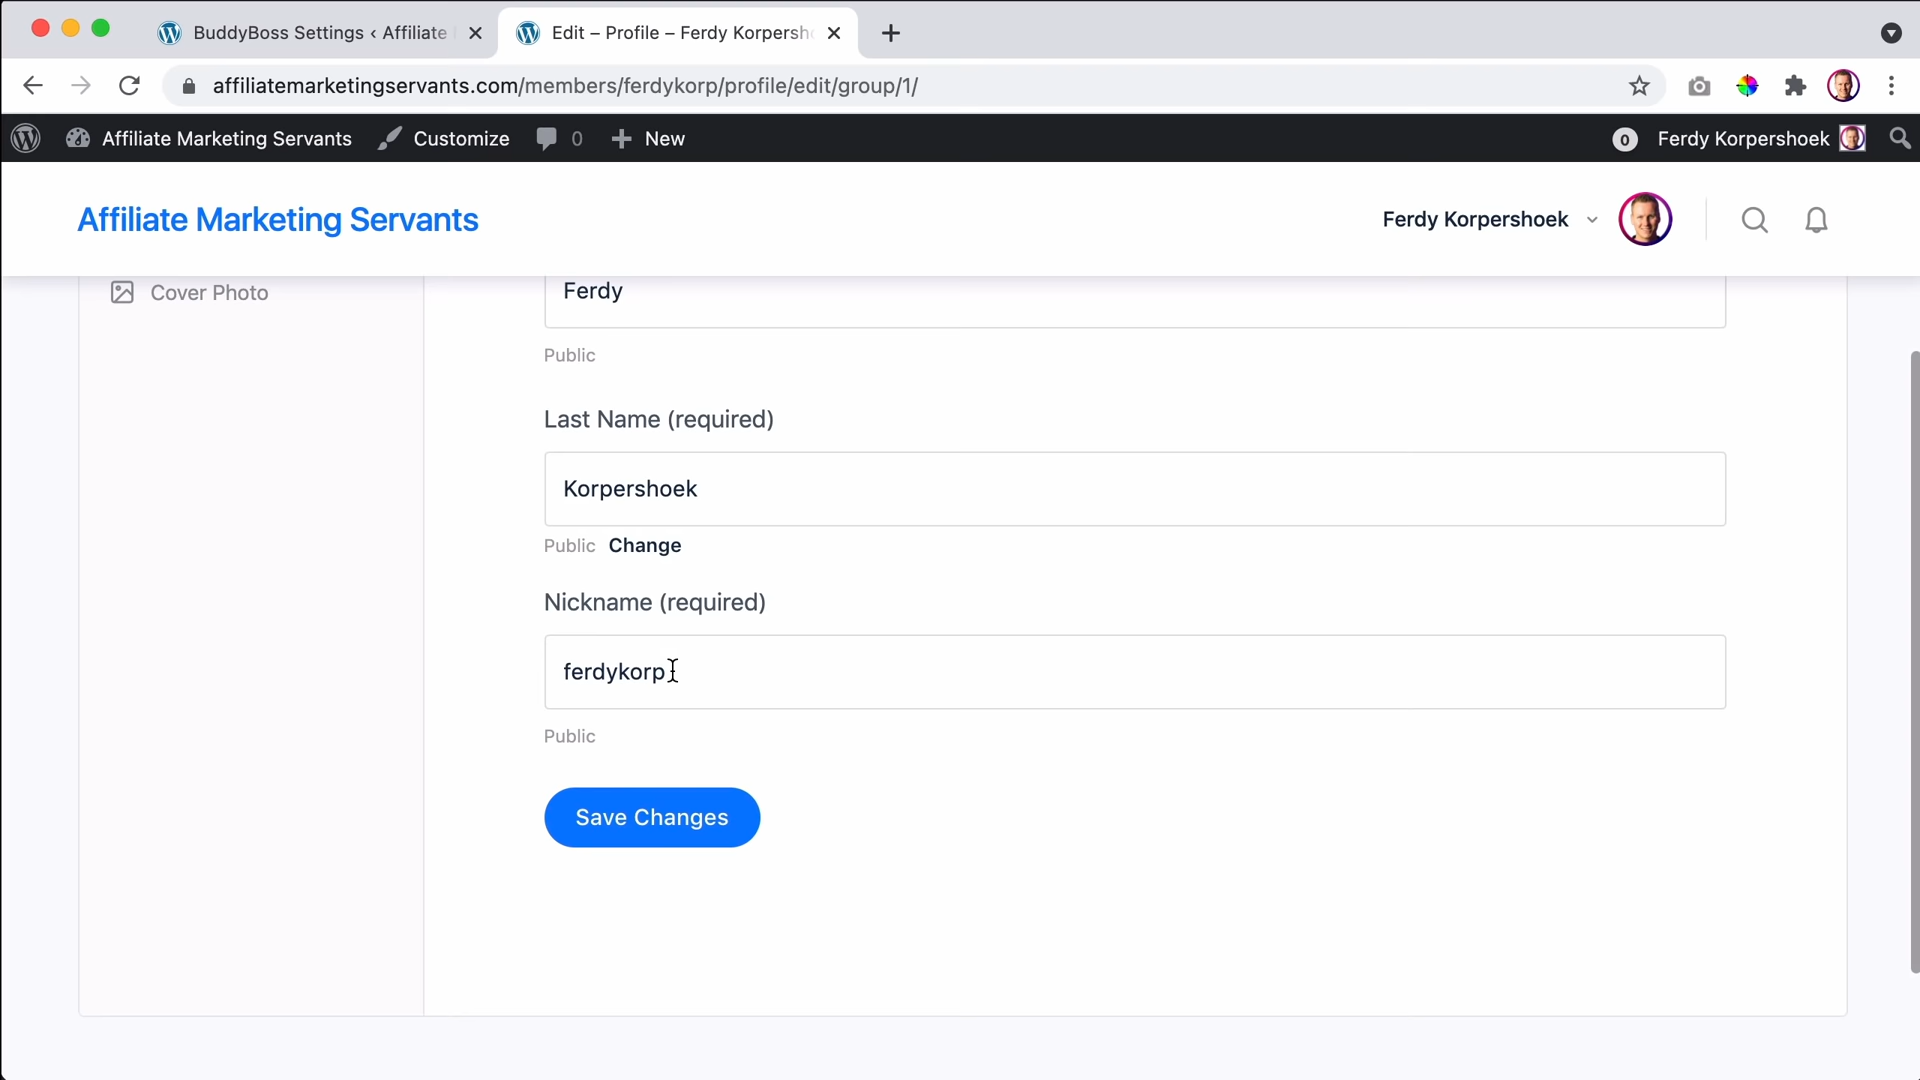 BuddyBoss Settings ‹ Affiliate
Edit – Profile – Ferdy Korpersh
affiliatemarketingservants.com/members/ferdykorp/profile/edit/group/1/
Affiliate Marketing Servants
Customize
0
New
0
Ferdy Korpershoek
Affiliate Marketing Servants
Ferdy Korpershoek
Cover Photo
Ferdy
Public
Last Name (required)
Korpershoek
Public Change
Nickname (required)
ferdykorp
Public
Save Changes